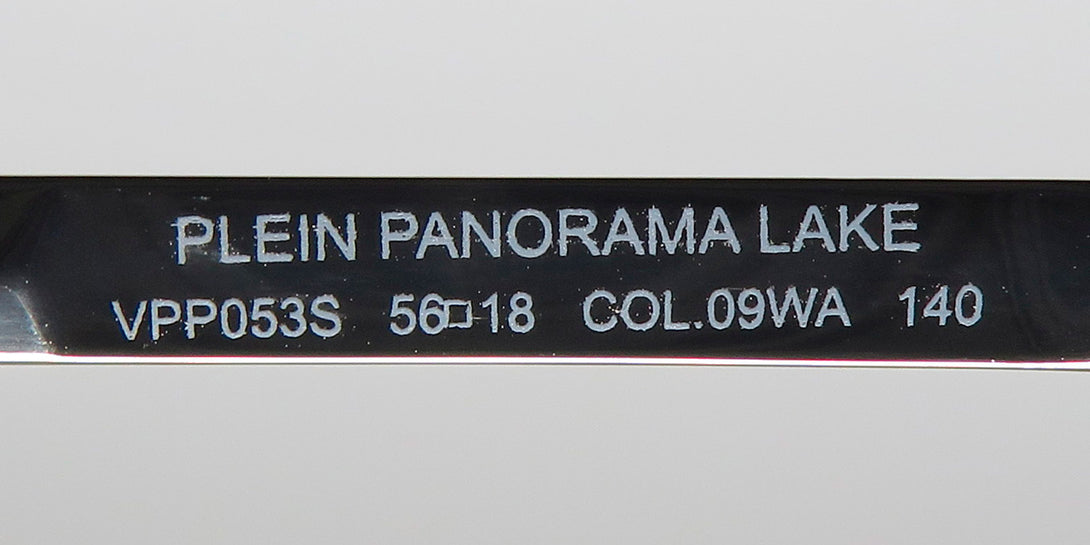 PLEIN PANORAMA LAKE
VPP053S 56□18 COL.09WA 140